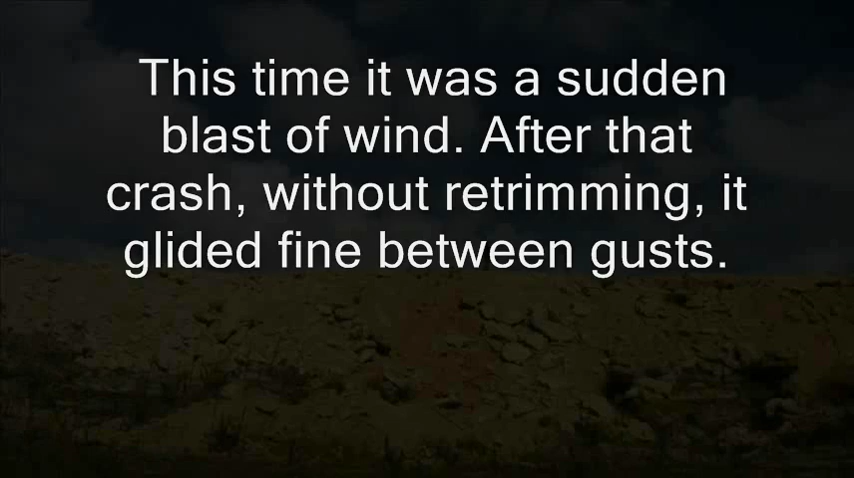 This time it was a sudden
blast of wind. After that
crash, without retrimming, it
glided fine between gusts.